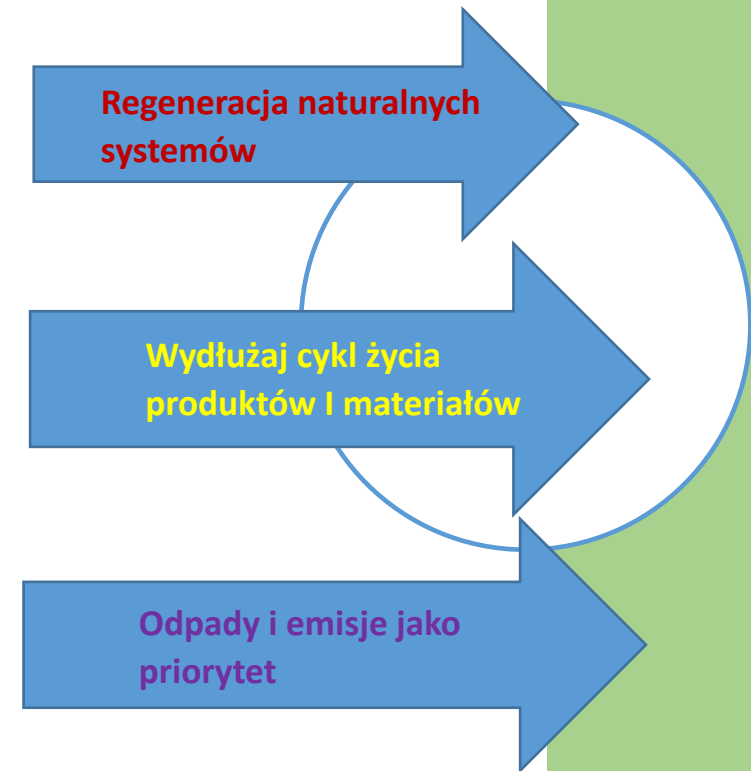 Regeneracja naturalnych
systemów
Wydłużaj cykl życia
produktów I materiałów
Odpady i emisje jako
priorytet